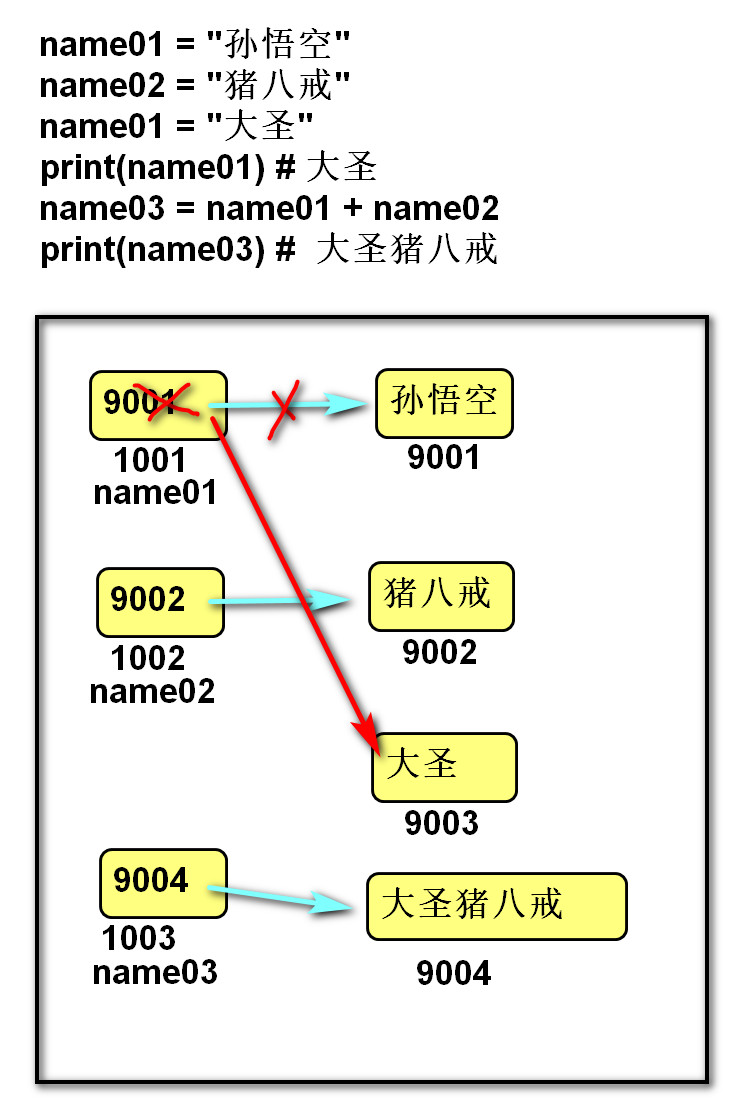 name01 = "孙悟空"
name02 = "猪八戒"
name01 = "大圣"
print(name01) # 大圣
name03 = name01 + name02
print(name03) #  大圣猪八戒
9001
孙悟空
1001
9001
name01
9002
猪八戒
1002
9002
name02
大圣
9003
9004
大圣猪八戒
1003
9004
name03